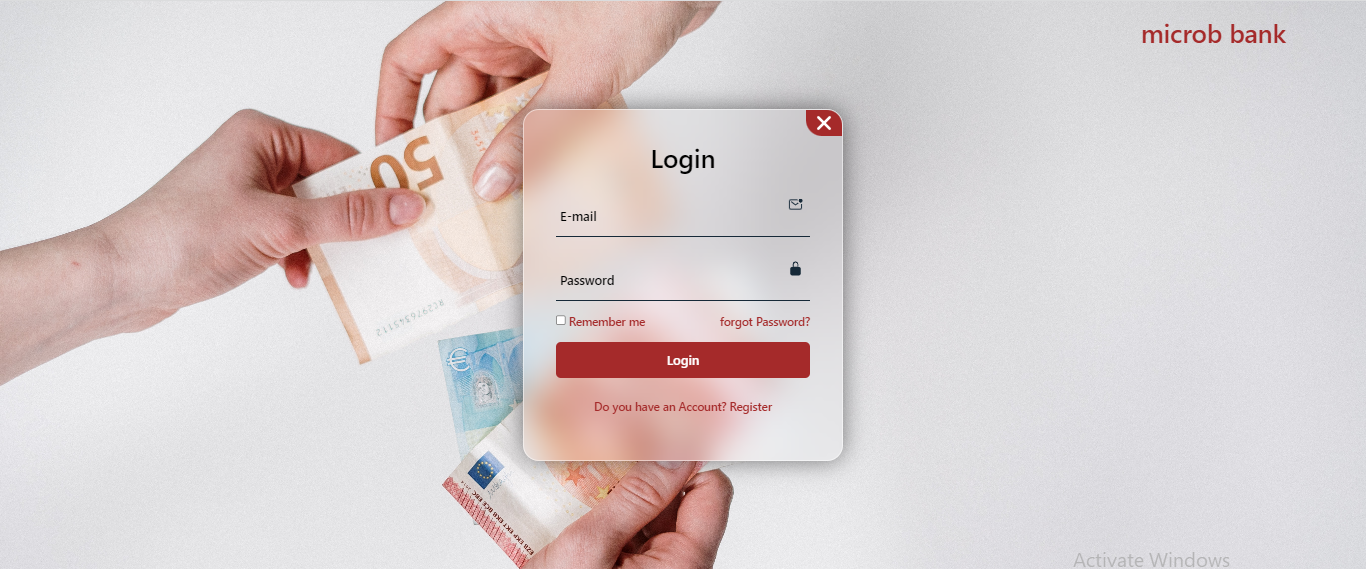 microb bank
50
Login
E-mail
Password
Remember me
forgot Password?
Login
Do you have an Account? Register
Activate Windows